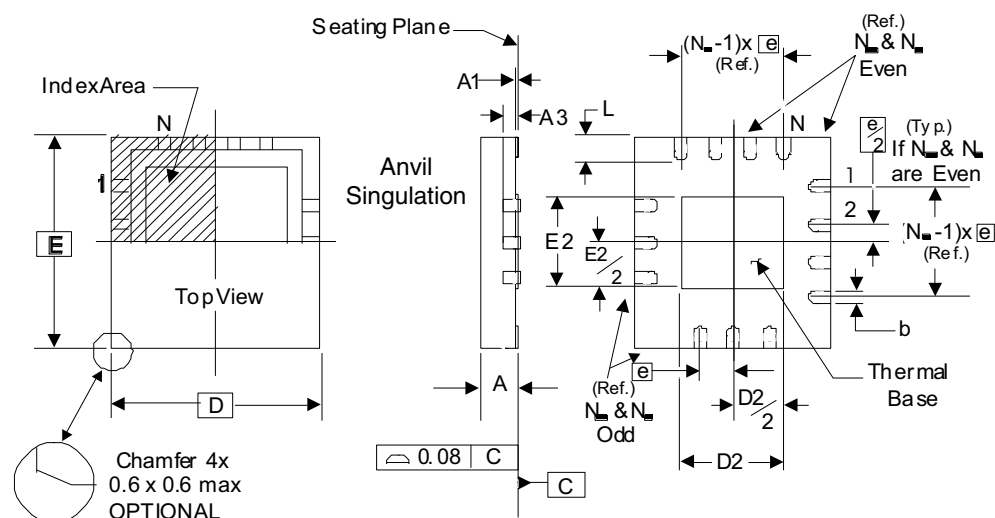 Seating Plane
(Ref.)
N & N
Even
(N -1)x e
(Ref.)
A1
IndexArea
A3
L
N
N
e/2
(Typ.)
If N & N
are Even
Anvil
Singulation
1
1
2
E
E2
E2/2
(N -1)x e
(Ref.)
TopView
b
A
e
(Ref.)
N & N
Odd
D2/2
Thermal
Base
D
0.08 C
D2
C
Chamfer 4x
0.6 x 0.6 max
OPTIONAL